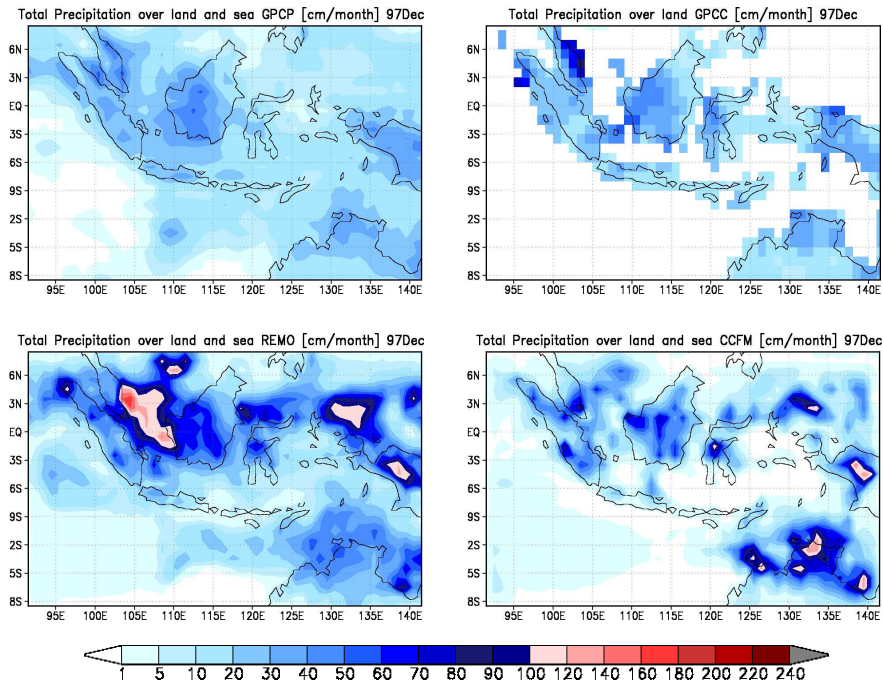 Total Precipitation over land and sea GPCP [cm/month] 97Dec
Total Precipitation over land GPCC [cm/month] 97Dec
6N
3N
EQ
3S
6S
9S
2S
5S
8S
95E 100E 105E 110E 115E 120E 125E 130E 135E 140E
6N
3N
EQ
3S
6S
9S
2S
5S
8S
95E 100E 105E 110E 115E 120E 125E 130E 135E 140E
Total Precipitation over land and sea REMO [cm/month] 97Dec
Total Precipitation over land and sea CCFM [cm/month] 97Dec
6N
3N
EQ
3S
6S
9S
2S
5S
8S
95E 100E 105E 110E 115E 120E 125E 130E 135E 140E
6N
3N
EQ
3S
6S
9S
2S
5S
8S
95E 100E 105E 110E 115E 120E 125E 130E 135E 140E
1 5 10 20 30 40 50 60 70 80 90 100 120 140 160 180 200 220 240